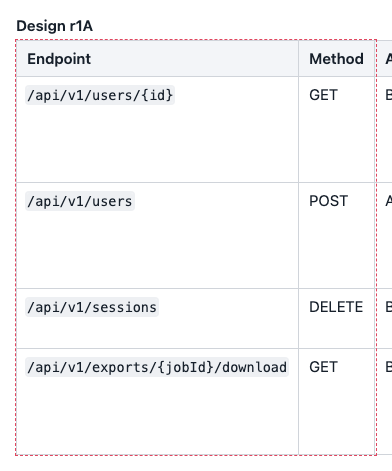 Design r1A
Endpoint Method A
/api/v1/users/{id} GET B
/api/v1/users POST A
/api/v1/sessions DELETE B
/api/v1/exports/{jobId}/download GET B